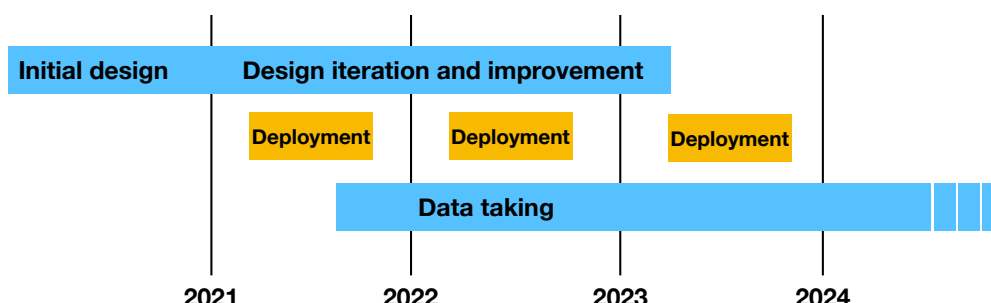 Initial design Design iteration and improvement
Deployment Deployment Deployment
Data taking
2021 2022 2023 2024